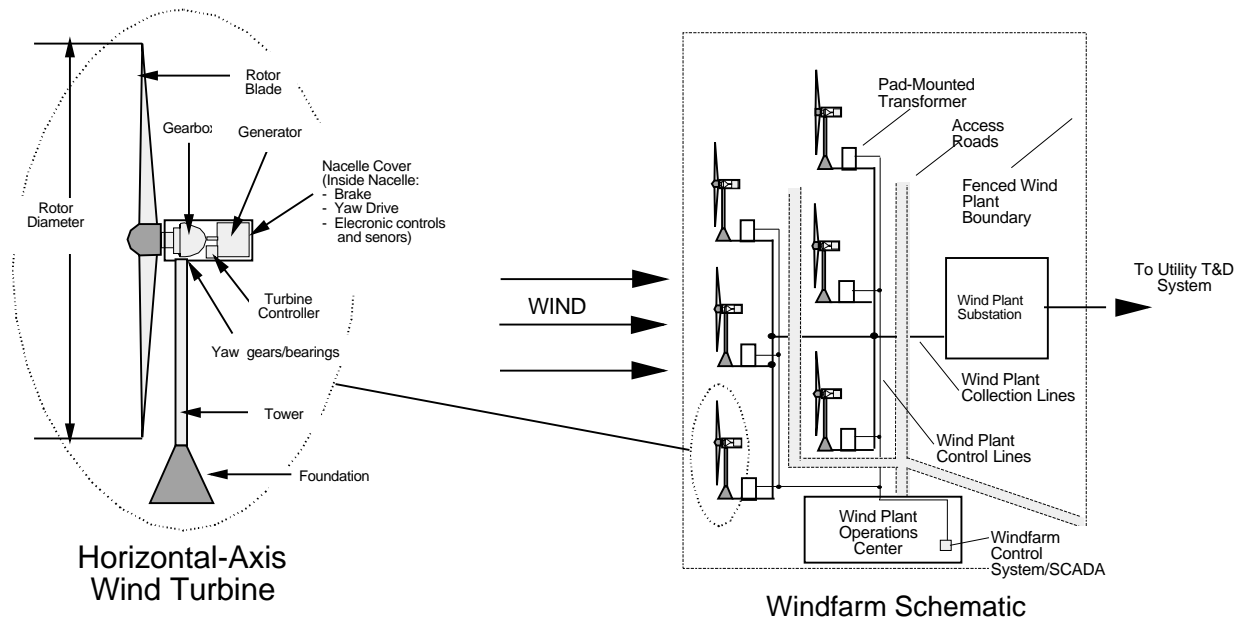 Rotor
Blade
Gearbox
Generator
Nacelle Cover
(Inside Nacelle:
- Brake
- Yaw Drive
- Elecronic controls
and senors)
Rotor
Diameter
Turbine
Controller
Yaw gears/bearings
Tower
Foundation
Horizontal-Axis
Wind Turbine
WIND
Pad-Mounted
Transformer
Access
Roads
Fenced Wind
Plant
Boundary
Wind Plant
Substation
To Utility T&D
System
Wind Plant
Collection Lines
Wind Plant
Control Lines
Wind Plant
Operations
Center
Windfarm
Control
System/SCADA
Windfarm Schematic